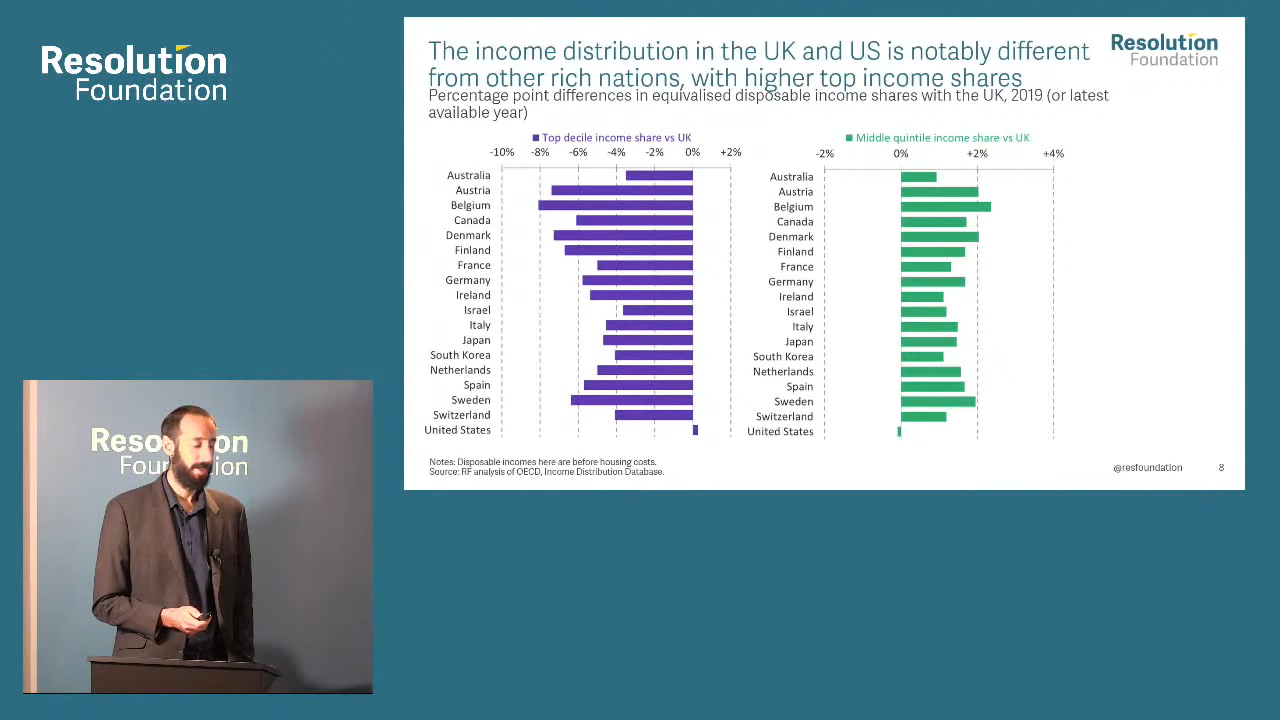 Resolution
Foundation
The income distribution in the UK and US is notably different
from other rich nations, with higher top income shares
Resolution
Foundation
Percentage point differences in equivalised disposable income shares with the UK, 2019 (or latest
available year)
Top decile income share vs UK
-10% -8% -6% -4% -2% 0% +2%
Australia
Austria
Belgium
Canada
Denmark
Finland
France
Germany
Ireland
Israel
Italy
Japan
South Korea
Netherlands
Spain
Sweden
Switzerland
United States
Middle quintile income share vs UK
-2% 0% +2% +4%
Australia
Austria
Belgium
Canada
Denmark
Finland
France
Germany
Ireland
Israel
Italy
Japan
South Korea
Netherlands
Spain
Sweden
Switzerland
United States
Notes: Disposable incomes here are before housing costs.
Source: RF analysis of OECD, Income Distribution Database.
@resfoundation 8
Reso on
Foun ation